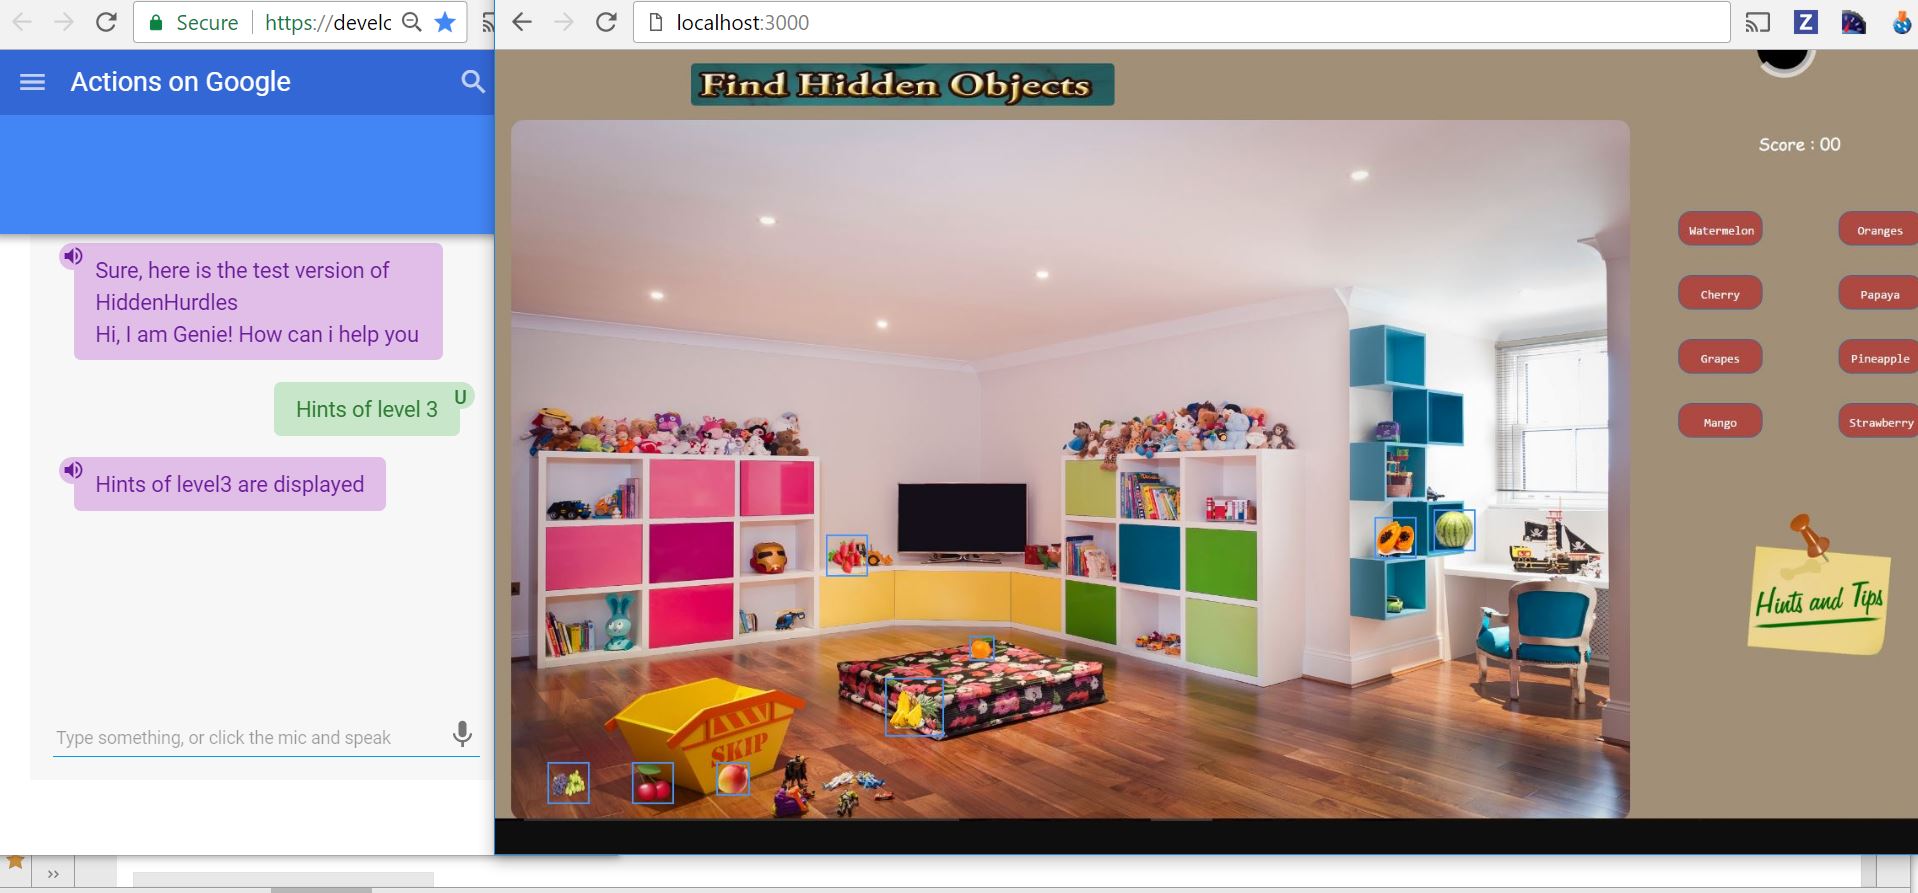 Secure
https://develc
localhost:3000
Actions on Google
Find Hidden Objects
Score : 00
Sure, here is the test version of
HiddenHurdles
Hi, I am Genie! How can i help you
Hints of level 3
U
Hints of level3 are displayed
Type something, or click the mic and speak
Watermelon
Oranges
Cherry
Papaya
Grapes
Pineapple
Mango
Strawberry
Hints and Tips
SKIP
Z